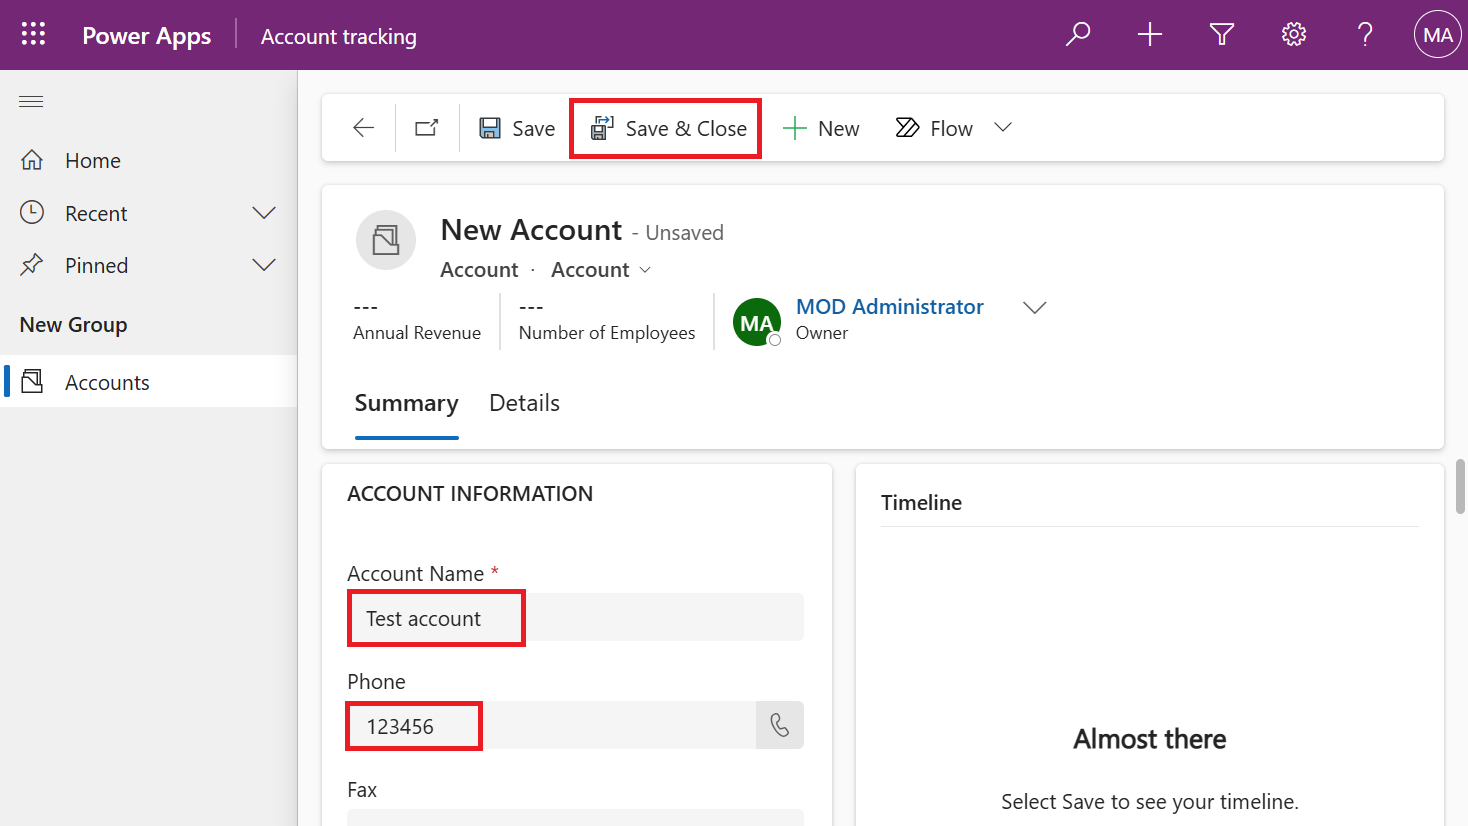 Power Apps
Account tracking
MA
Home
Recent
Pinned
New Group
Accounts
Save
Save & Close
New
Flow
New Account - Unsaved
Account · Account
---
Annual Revenue
---
Number of Employees
MA
MOD Administrator
Owner
Summary
Details
ACCOUNT INFORMATION
Account Name *
Test account
Phone
123456
Fax
Timeline
Almost there
Select Save to see your timeline.